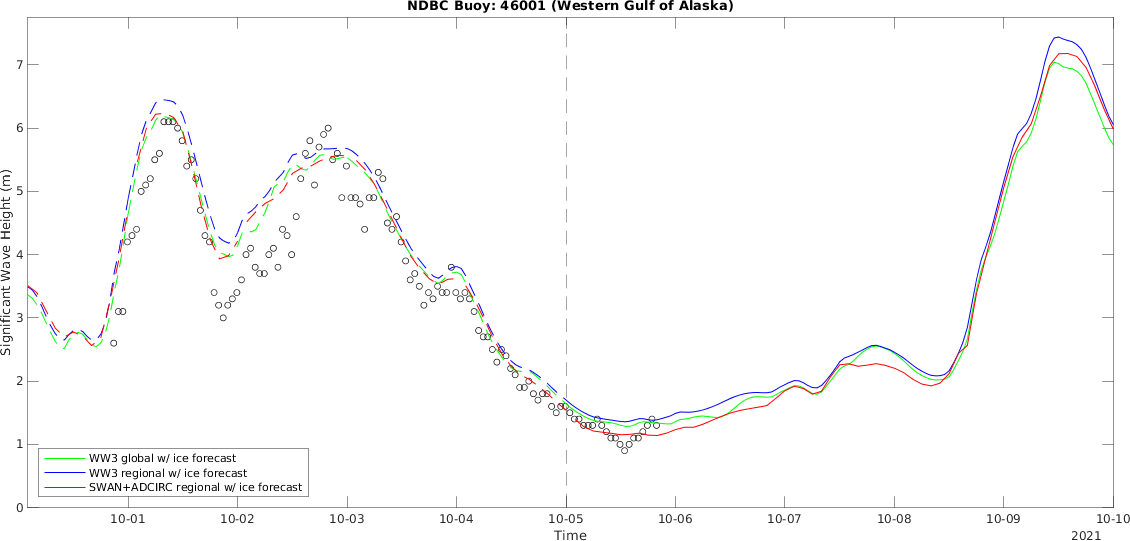 NDBC Buoy: 46001 (Western Gulf of Alaska)
Significant Wave Height (m)
7
6
5
4
3
2
1
0
WW3 global w/ ice forecast
WW3 regional w/ ice forecast
SWAN+ADCIRC regional w/ ice forecast
10-01 10-02 10-03 10-04 10-05 10-06 10-07 10-08 10-09 10-10
Time
2021